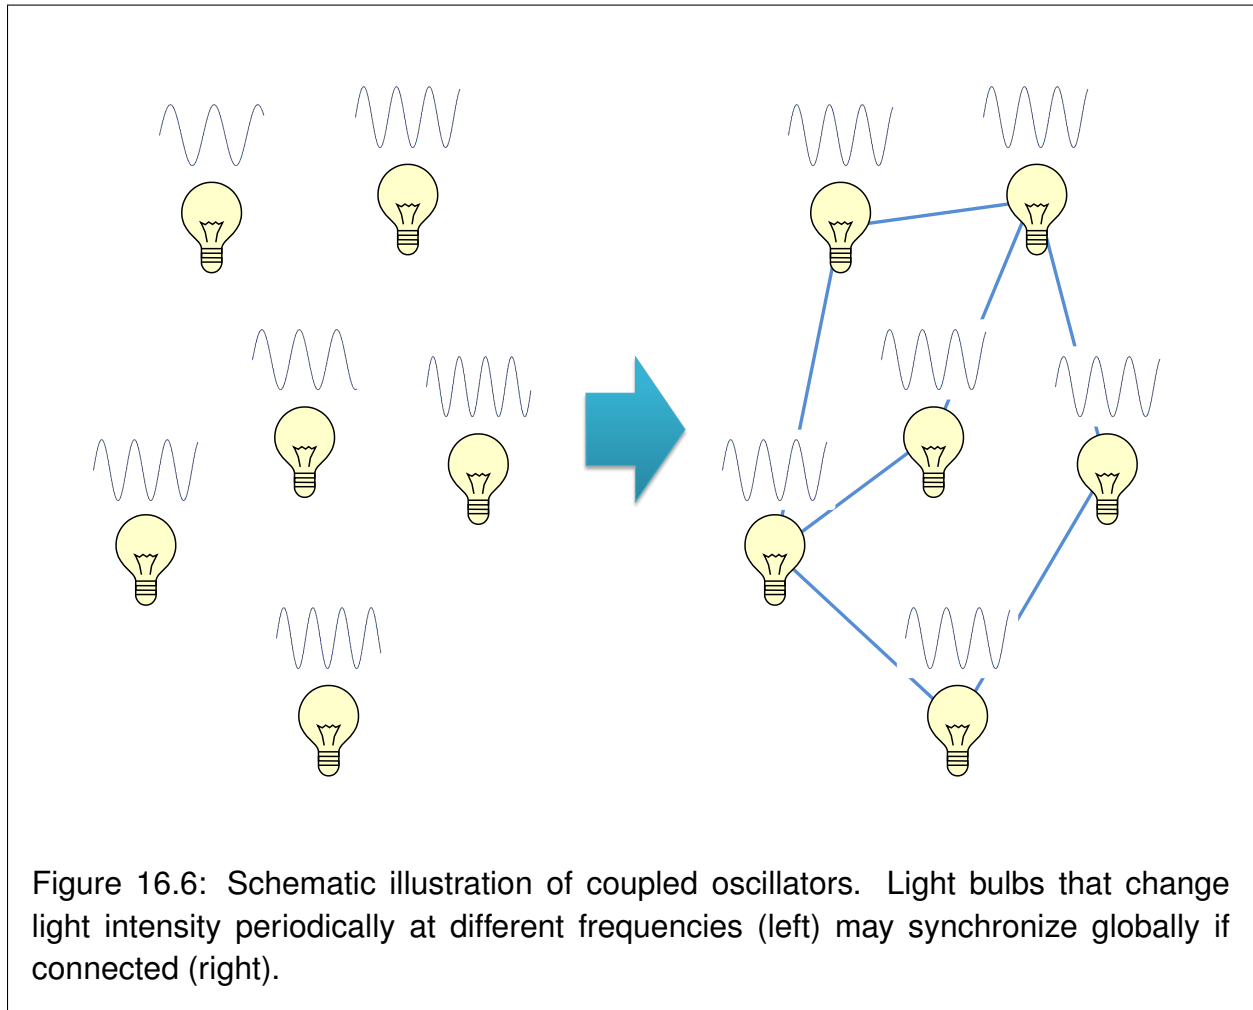 Figure 16.6: Schematic illustration of coupled oscillators. Light bulbs that change
light intensity periodically at different frequencies (left) may synchronize globally if
connected (right).